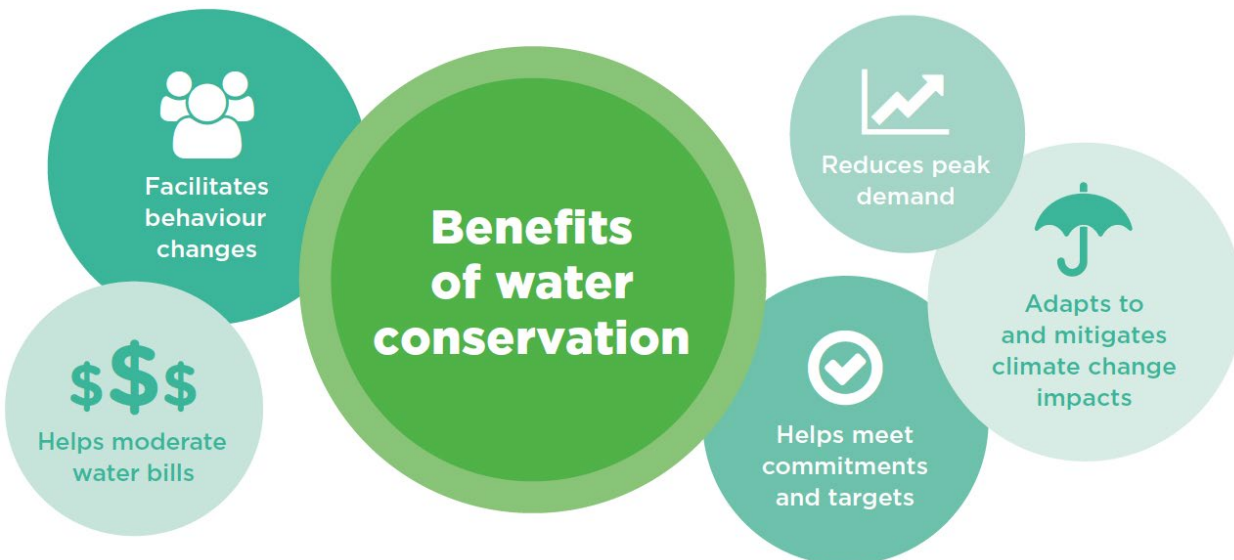 Facilitates
behaviour
changes
$$$
Helps moderate
water bills
Benefits
of water
conservation
Reduces peak
demand
Adapts to
and mitigates
climate change
impacts
Helps meet
commitments
and targets